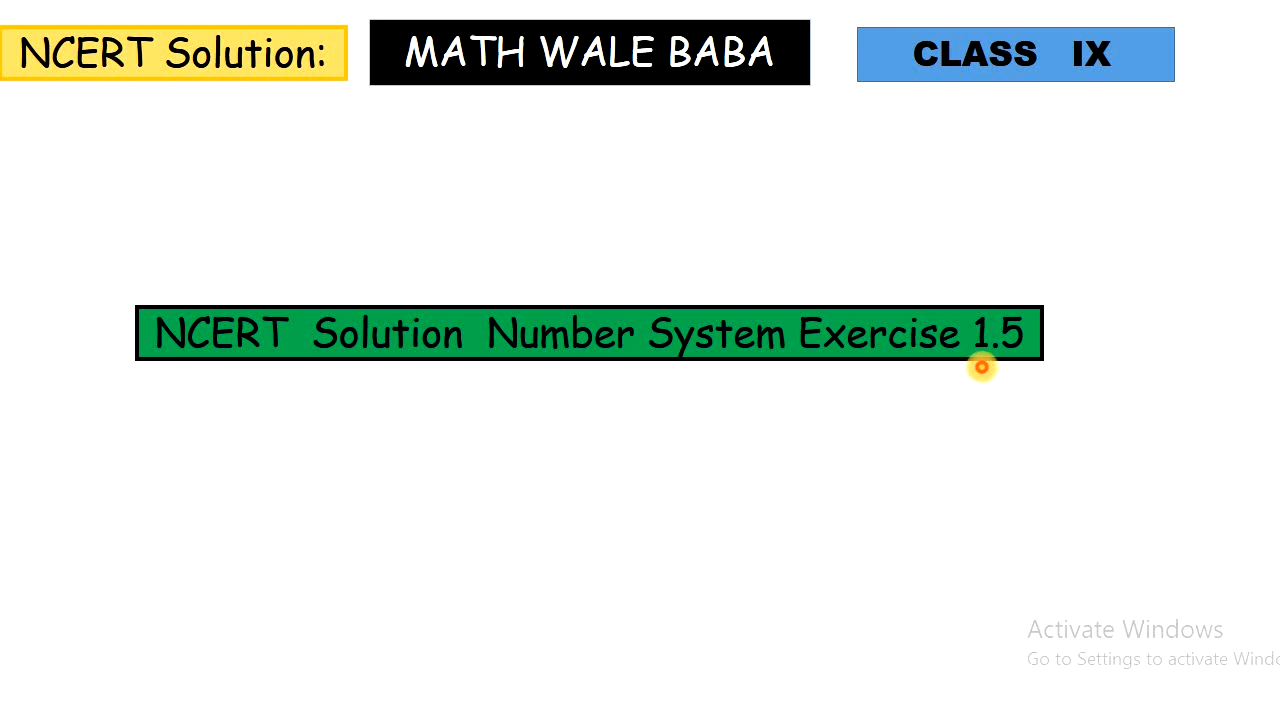 NCERT Solution:
MATH WALE BABA
CLASS IX
NCERT Solution Number System Exercise 1.5
Activate Windows
Go to Settings to activate Windo